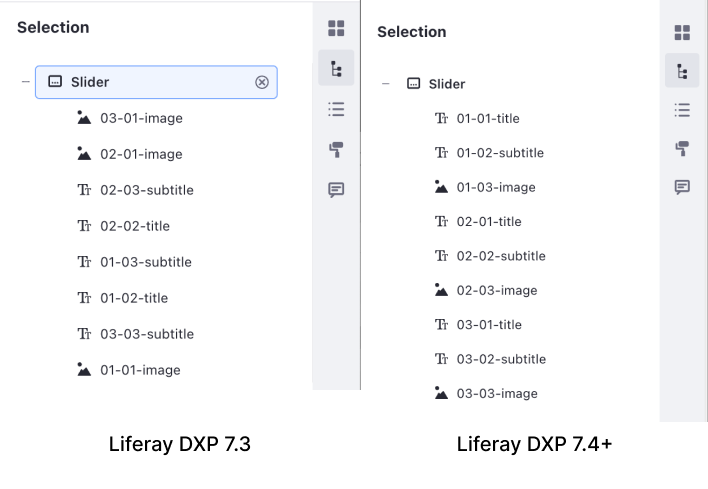 Selection
Slider
03-01-image
02-01-image
02-03-subtitle
02-02-title
01-03-subtitle
01-02-title
03-03-subtitle
01-01-image
Liferay DXP 7.3
Selection
Slider
01-01-title
01-02-subtitle
01-03-image
02-01-title
02-02-subtitle
02-03-image
03-01-title
03-02-subtitle
03-03-image
Liferay DXP 7.4+